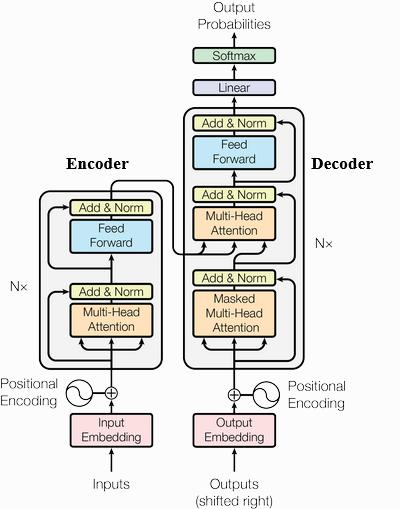 Output
Probabilities
Softmax
Linear
Add & Norm
Feed
Forward
Add & Norm
Multi-Head
Attention
Add & Norm
Masked
Multi-Head
Attention
Decoder
N×
Encoder
Add & Norm
Feed
Forward
Add & Norm
Multi-Head
Attention
N×
Positional
Encoding
Input
Embedding
Inputs
Positional
Encoding
Output
Embedding
Outputs
(shifted right)